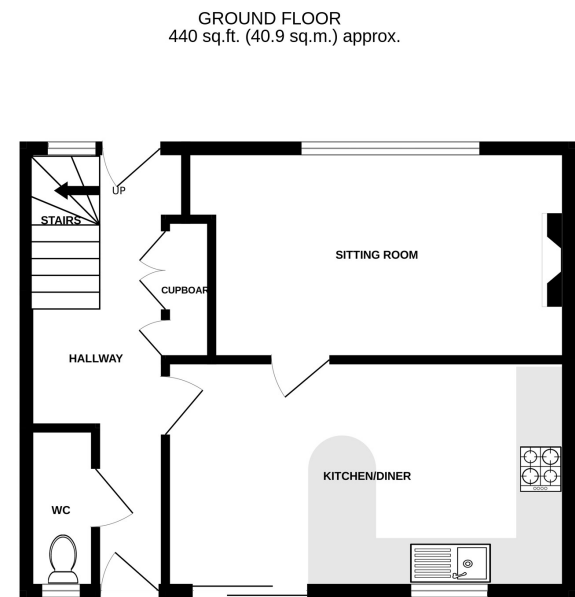 GROUND FLOOR
440 sq.ft. (40.9 sq.m.) approx.
UP
STAIRS
SITTING ROOM
CUPBOAR
HALLWAY
KITCHEN/DINER
WC